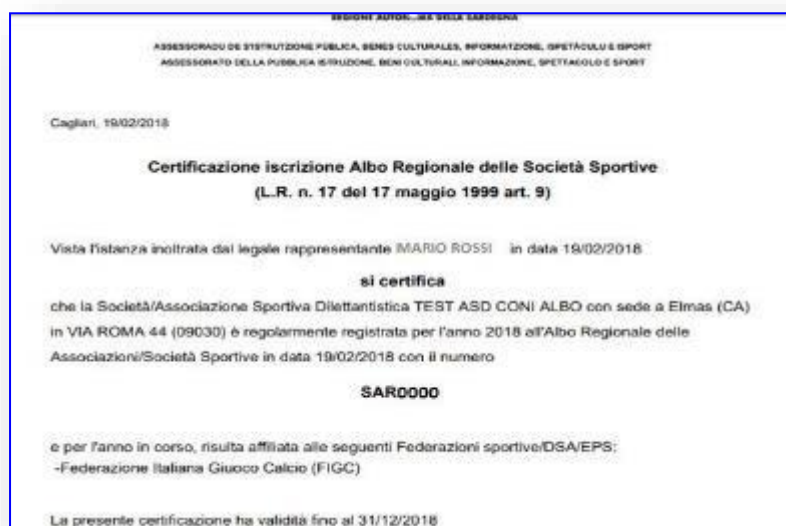 REGIONE AUTONOMA DELLA SARDEGNA
ASSESSORADU DE S'ISTRUTZIONE PÚBLICA, BENES CULTURALES, INFORMATZIONE, ISPETÀCULU E ISPORT
ASSESSORATO DELLA PUBBLICA ISTRUZIONE, BENI CULTURALI, INFORMAZIONE, SPETTACOLO E SPORT
Cagliari, 19/02/2018
Certificazione iscrizione Albo Regionale delle Società Sportive
(L.R. n. 17 del 17 maggio 1999 art. 9)
Vista l'istanza inoltrata dal legale rappresentante MARIO ROSSI in data 19/02/2018
si certifica
che la Società/Associazione Sportiva Dilettantistica TEST ASD CONI ALBO con sede a Elmas (CA)
in VIA ROMA 44 (09030) è regolarmente registrata per l'anno 2018 all'Albo Regionale delle
Associazioni/Società Sportive in data 19/02/2018 con il numero
SAR0000
e per l'anno in corso, risulta affiliata alle seguenti Federazioni sportive/DSA/EPS:
-Federazione Italiana Giuoco Calcio (FIGC)
La presente certificazione ha validità fino al 31/12/2018